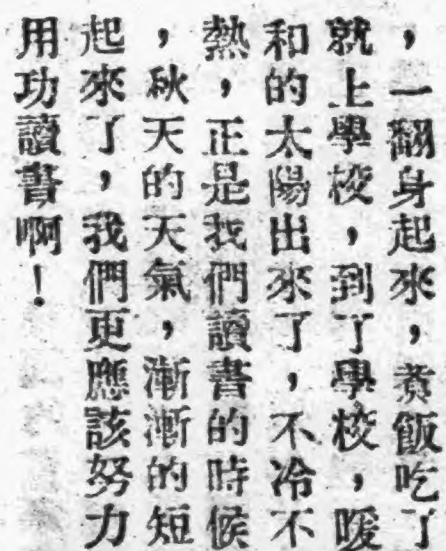 ，一翻身起來，煑飯吃了
就上學校，到了學校，暖
和的太陽出來了，不冷不
熱，正是我們讀書的時候
，秋天的天氣，漸漸的短
起來了，我們更應該努力
用功讀書啊！